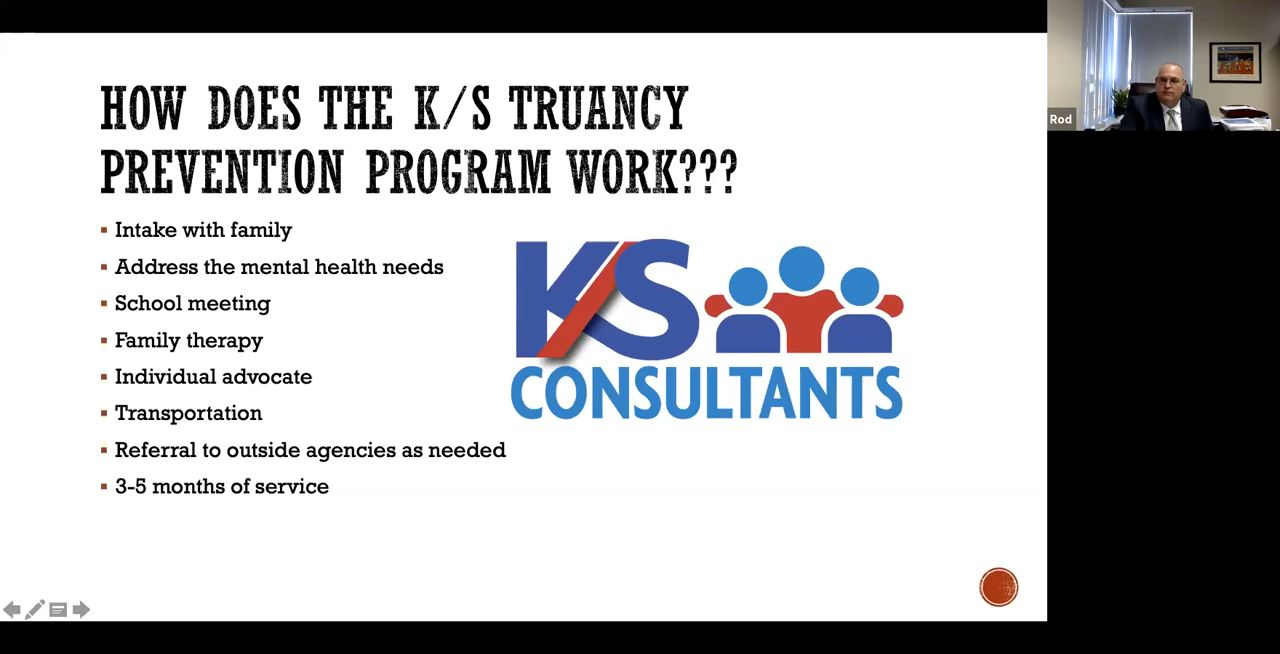 HOW DOES THE K/S TRUANCY
PREVENTION PROGRAM WORK???
▪ Intake with family
▪ Address the mental health needs
▪ School meeting
▪ Family therapy
▪ Individual advocate
▪ Transportation
▪ Referral to outside agencies as needed
▪ 3-5 months of service
K/S
CONSULTANTS
Rod